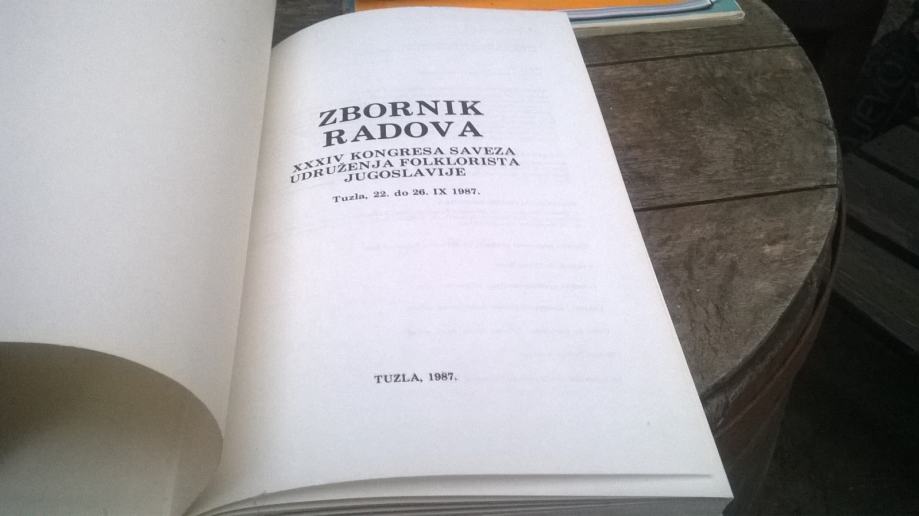 ZBORNIK
RADOVA
XXXIV KONGRESA SAVEZA
UDRUŽENJA FOLKLORISTA
JUGOSLAVIJE
Tuzla, 22. do 26. IX 1987.
TUZLA, 1987.